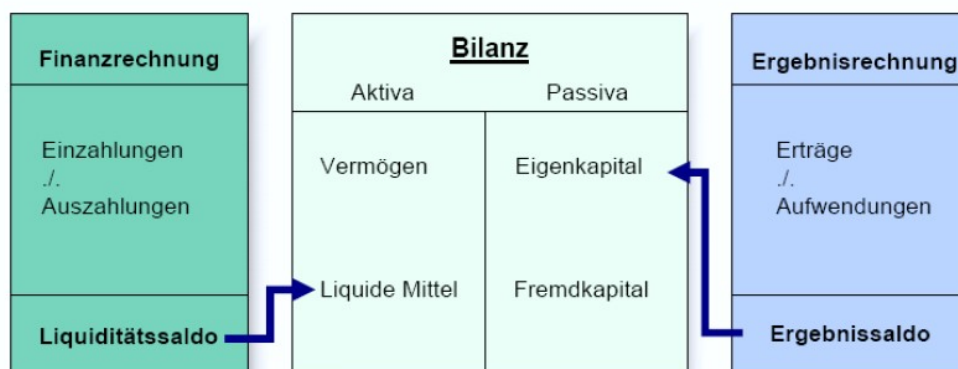 Finanzrechnung
Einzahlungen
./.
Auszahlungen
Liquiditätssaldo
Bilanz
Aktiva
Passiva
Vermögen
Eigenkapital
Liquide Mittel
Fremdkapital
Ergebnisrechnung
Erträge
./.
Aufwendungen
Ergebnissaldo